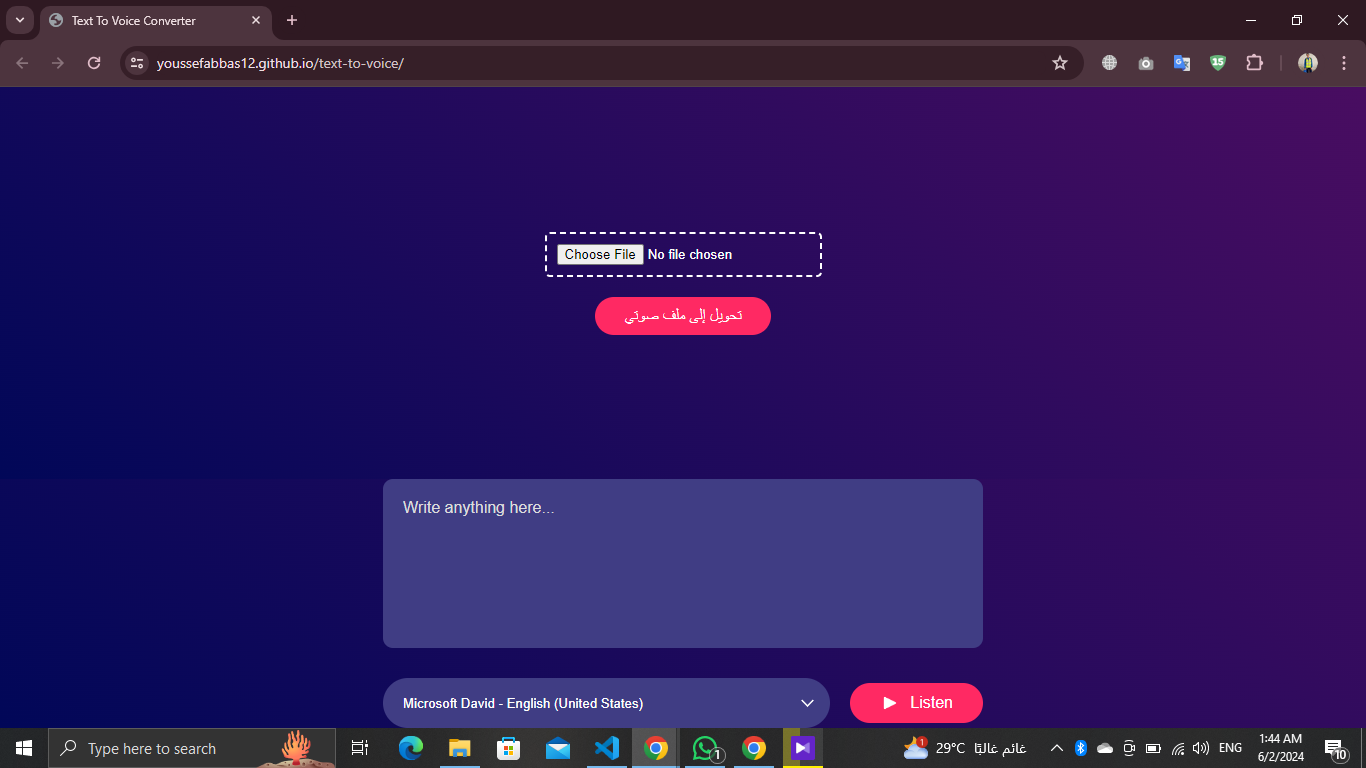 Text To Voice Converter
youssefabbas12.github.io/text-to-voice/
15
Choose File No file chosen
تحويل إلى ملف صوتي
Write anything here...
Microsoft David - English (United States)
Listen
Type here to search
1
1
29°C غائم غالبًا
ENG
1:44 AM
6/2/2024
10